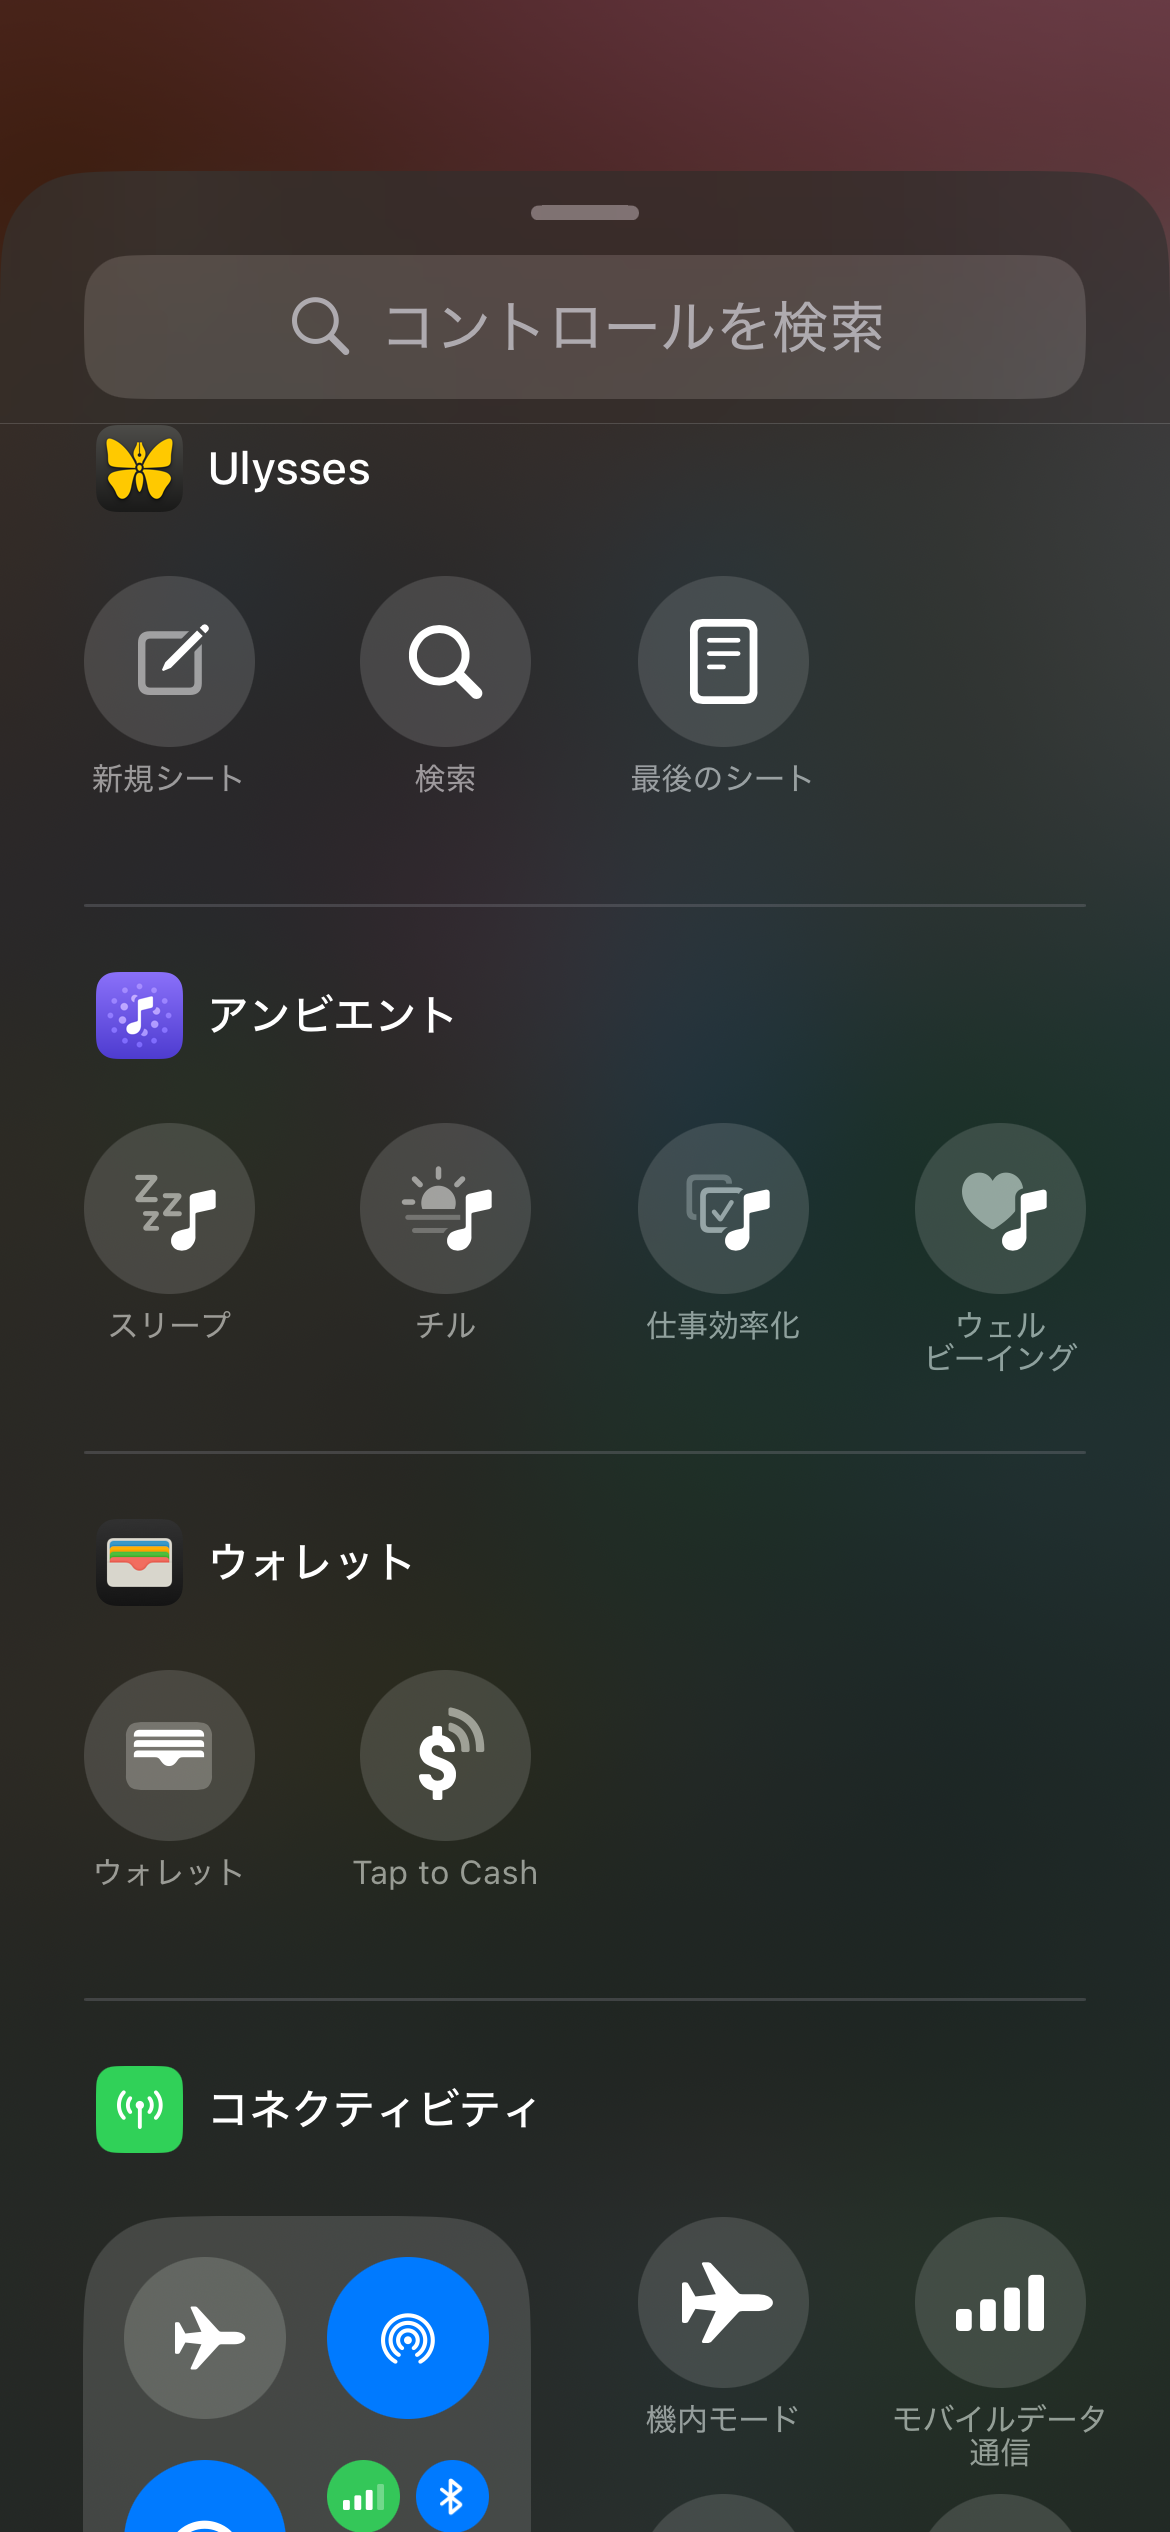 コントロールを検索
Ulysses
新規シート
検索
最後のシート
アンビエント
スリープ
チル
仕事効率化
ウェル
ビーイング
ウォレット
ウォレット
Tap to Cash
コネクティビティ
機内モード
モバイルデータ
通信